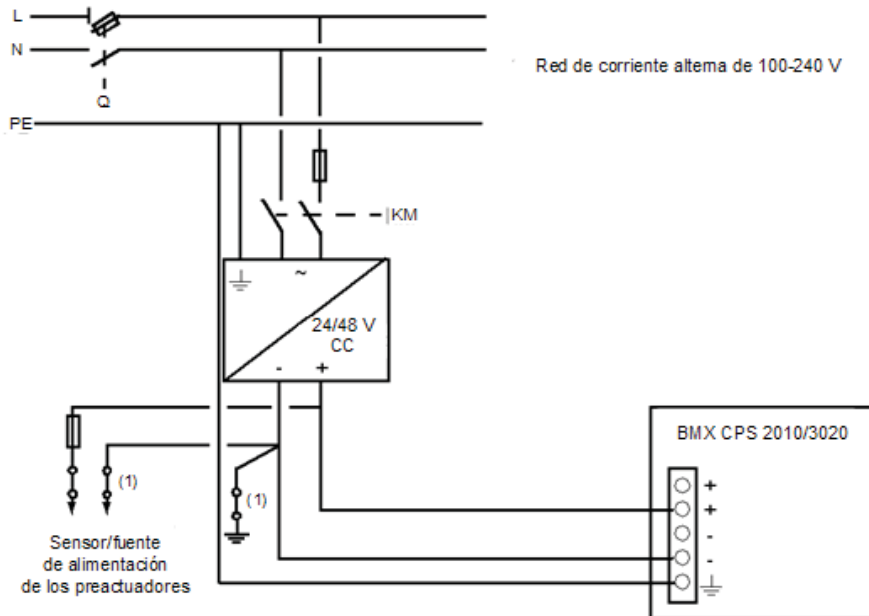 L
N
Q
PE
Red de corriente alterna de 100-240 V
|KM
~
24/48 V
CC
- +
(1)
(1)
Sensor/fuente
de alimentación
de los preactuadores
BMX CPS 2010/3020
+
+
-
-